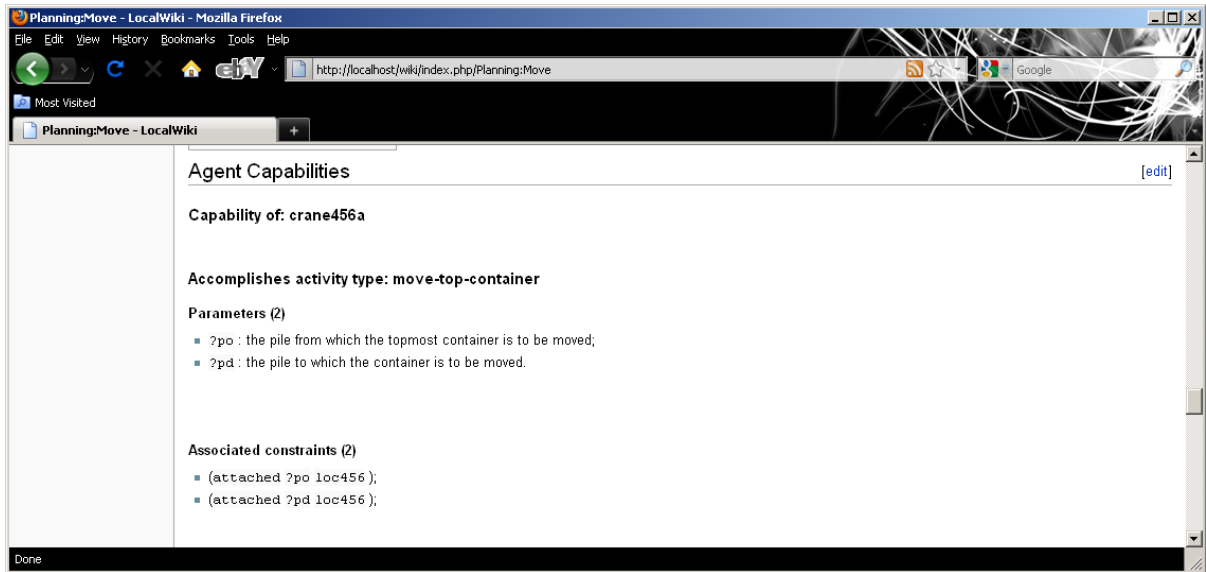 Planning:Move - LocalWiki - Mozilla Firefox
File Edit View History Bookmarks Tools Help
ebY http://localhost/wiki/index.php/Planning:Move Google
Most Visited
Planning:Move - LocalWiki
Agent Capabilities [edit]
Capability of: crane456a
Accomplishes activity type: move-top-container
Parameters (2)
?po : the pile from which the topmost container is to be moved;
?pd : the pile to which the container is to be moved.
Associated constraints (2)
(attached ?po loc456 );
(attached ?pd loc456 );
Done